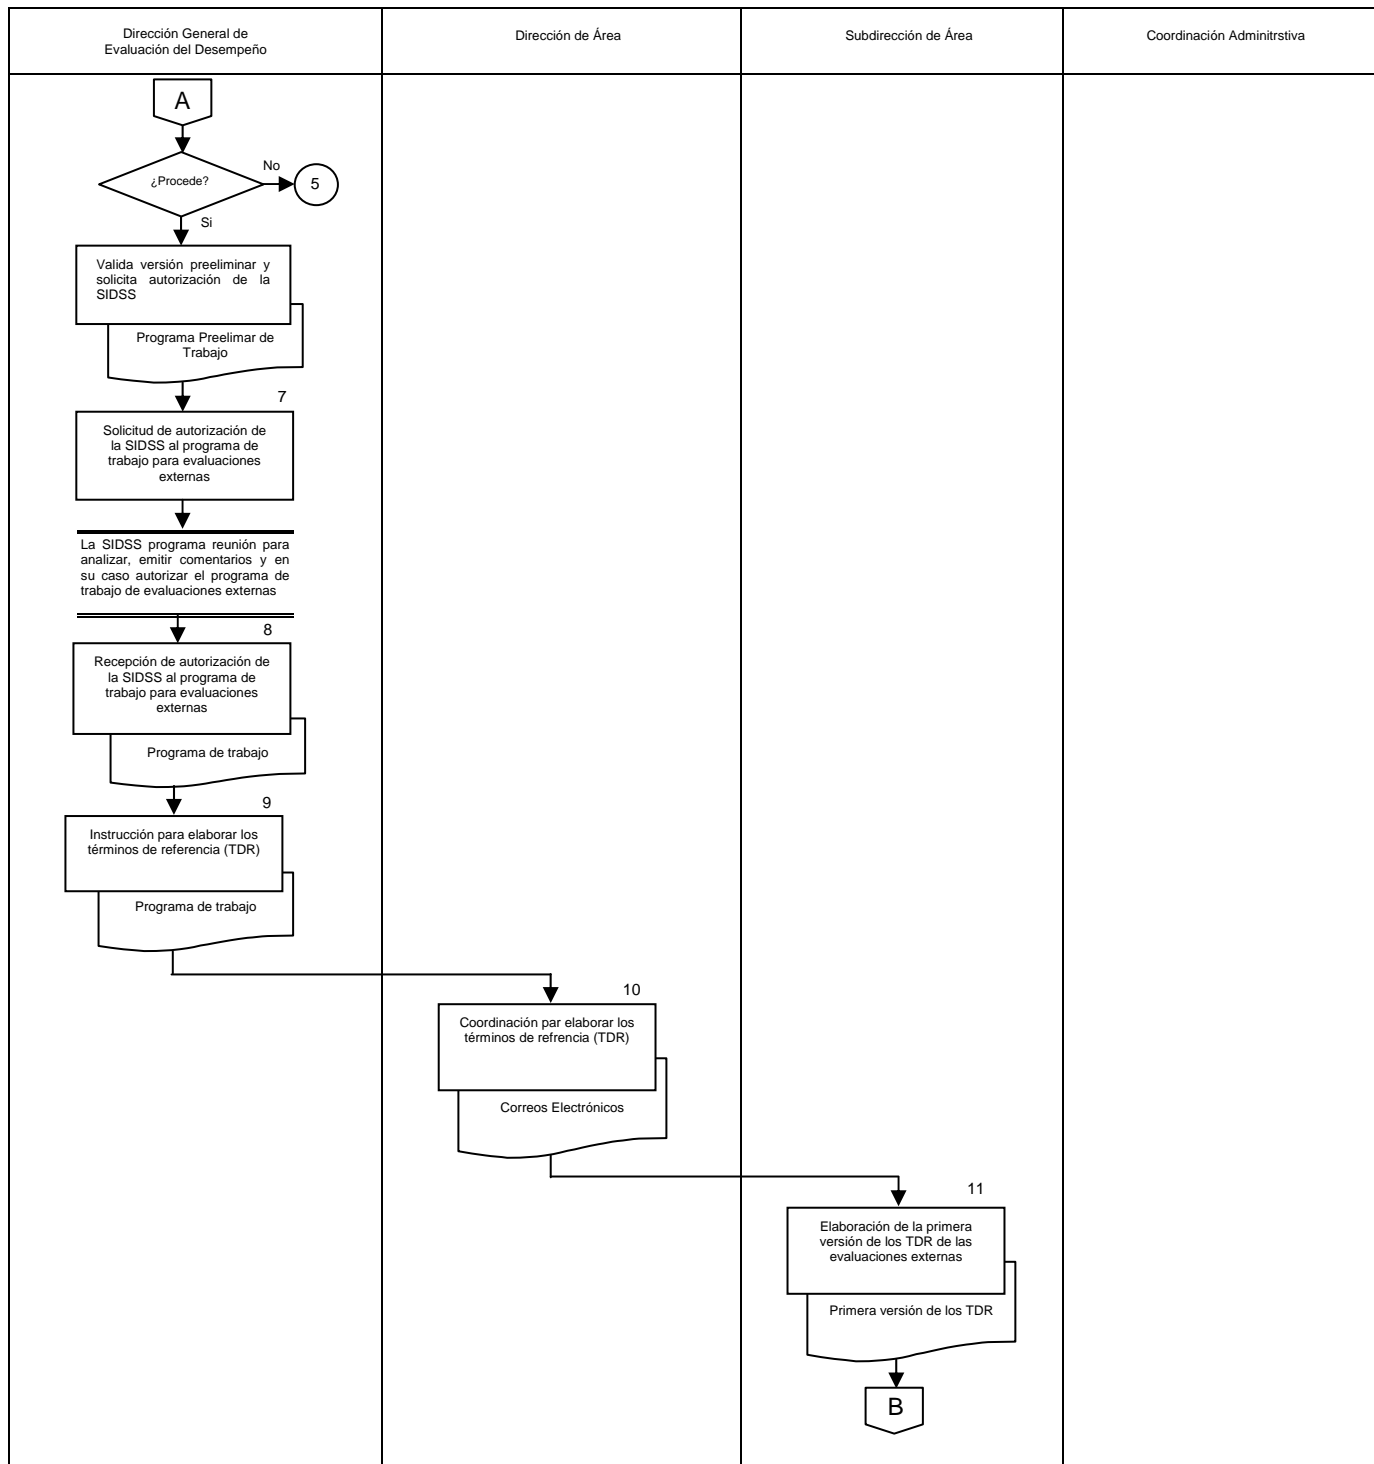 Dirección General de
Evaluación del Desempeño
Dirección de Área
Subdirección de Área
Coordinación Adminitrstiva
A
¿Procede?
No
5
Si
Valida versión preeliminar y
solicita autorización de la
SIDSS
Programa Preelimar de
Trabajo
7
Solicitud de autorización de
la SIDSS al programa de
trabajo para evaluaciones
externas
La SIDSS programa reunión para
analizar, emitir comentarios y en
su caso autorizar el programa de
trabajo de evaluaciones externas
8
Recepción de autorización de
la SIDSS al programa de
trabajo para evaluaciones
externas
Programa de trabajo
9
Instrucción para elaborar los
términos de referencia (TDR)
Programa de trabajo
10
Coordinación par elaborar los
términos de refrencia (TDR)
Correos Electrónicos
11
Elaboración de la primera
versión de los TDR de las
evaluaciones externas
Primera versión de los TDR
B